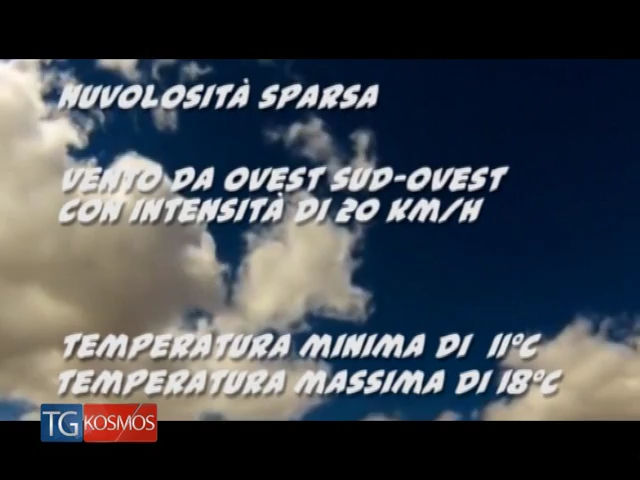 NUVOLOSITÀ SPARSA
VENTO DA OVEST SUD-OVEST
CON INTENSITÀ DI 20 KM/H
TEMPERATURA MINIMA DI 11°C
TEMPERATURA MASSIMA DI 18°C
TG KOSMOS